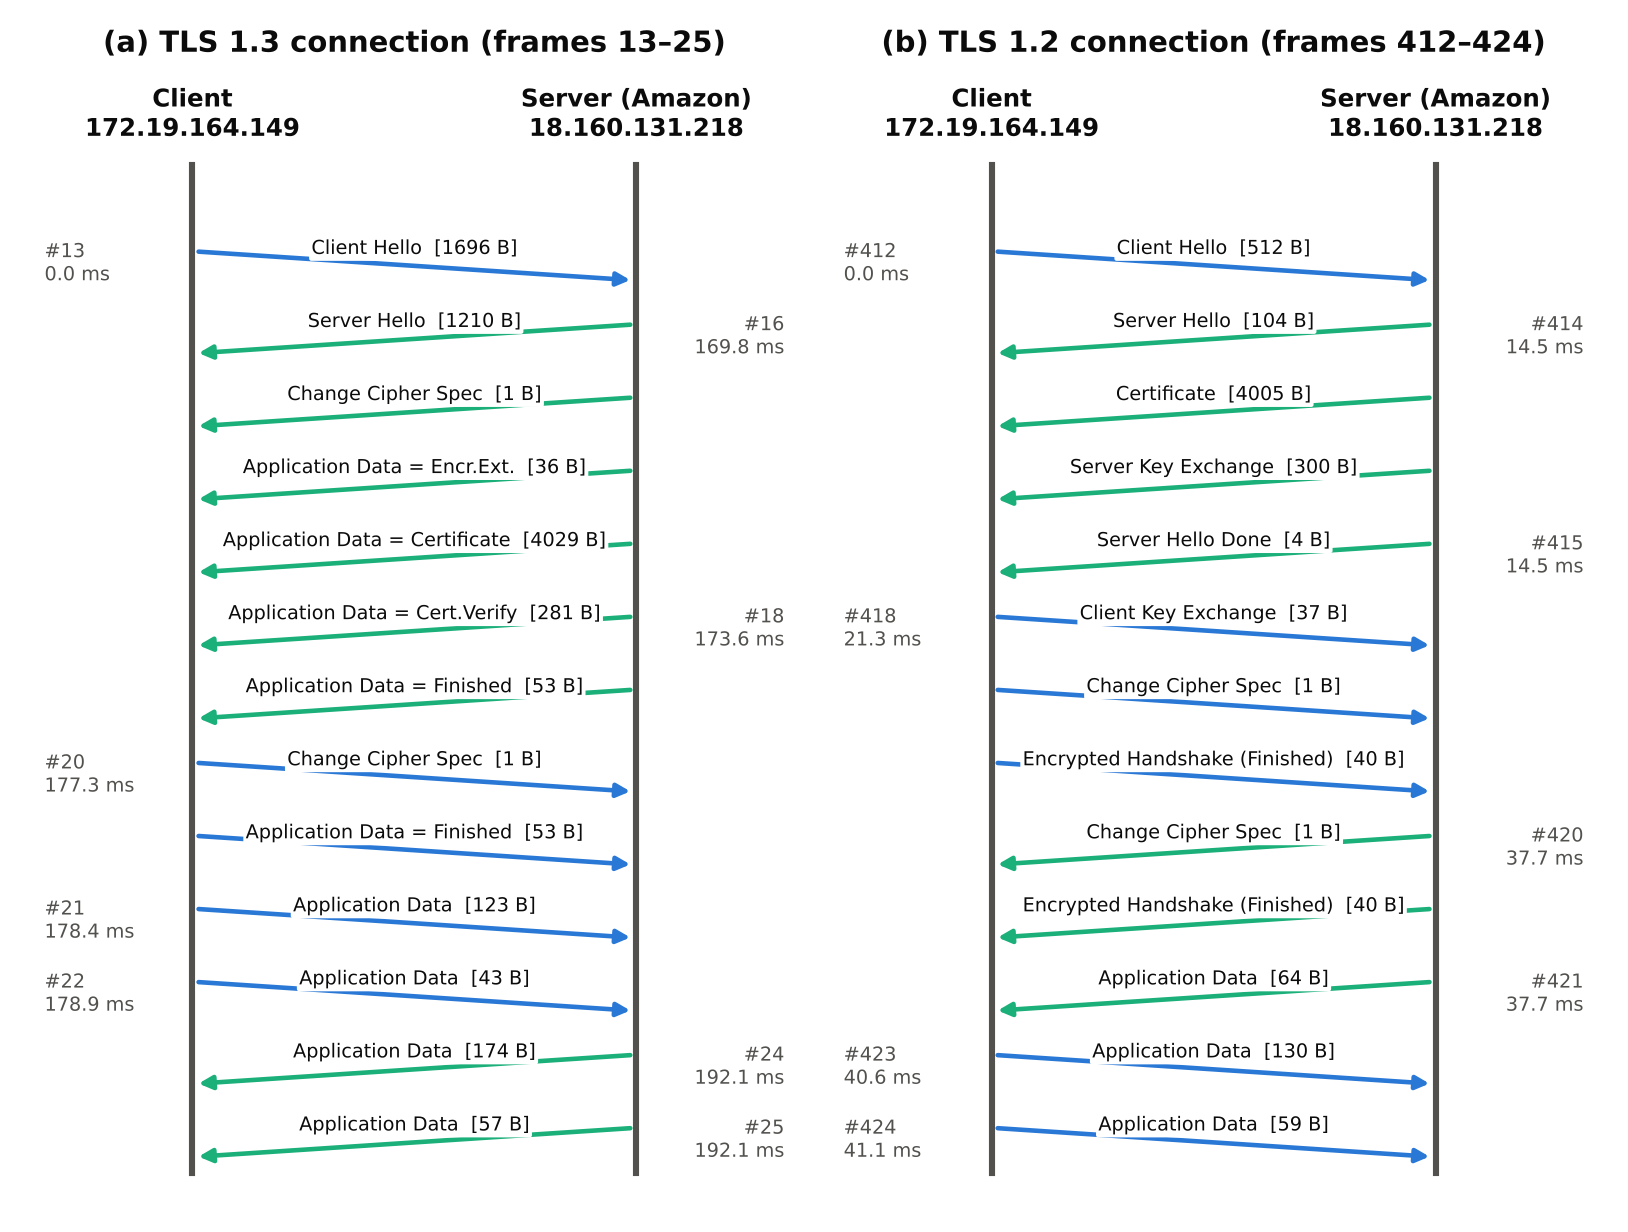 (a) TLS 1.3 connection (frames 13–25)
Client
172.19.164.149
Server (Amazon)
18.160.131.218
#13
0.0 ms
Client Hello  [1696 B]
Server Hello  [1210 B]
#16
169.8 ms
Change Cipher Spec  [1 B]
Application Data = Encr.Ext.  [36 B]
Application Data = Certificate  [4029 B]
Application Data = Cert.Verify  [281 B]
#18
173.6 ms
Application Data = Finished  [53 B]
#20
177.3 ms
Change Cipher Spec  [1 B]
Application Data = Finished  [53 B]
#21
178.4 ms
Application Data  [123 B]
#22
178.9 ms
Application Data  [43 B]
Application Data  [174 B]
#24
192.1 ms
Application Data  [57 B]
#25
192.1 ms
(b) TLS 1.2 connection (frames 412–424)
Client
172.19.164.149
Server (Amazon)
18.160.131.218
#412
0.0 ms
Client Hello  [512 B]
Server Hello  [104 B]
#414
14.5 ms
Certificate  [4005 B]
Server Key Exchange  [300 B]
Server Hello Done  [4 B]
#415
14.5 ms
#418
21.3 ms
Client Key Exchange  [37 B]
Change Cipher Spec  [1 B]
Encrypted Handshake (Finished)  [40 B]
Change Cipher Spec  [1 B]
#420
37.7 ms
Encrypted Handshake (Finished)  [40 B]
Application Data  [64 B]
#421
37.7 ms
#423
40.6 ms
Application Data  [130 B]
#424
41.1 ms
Application Data  [59 B]